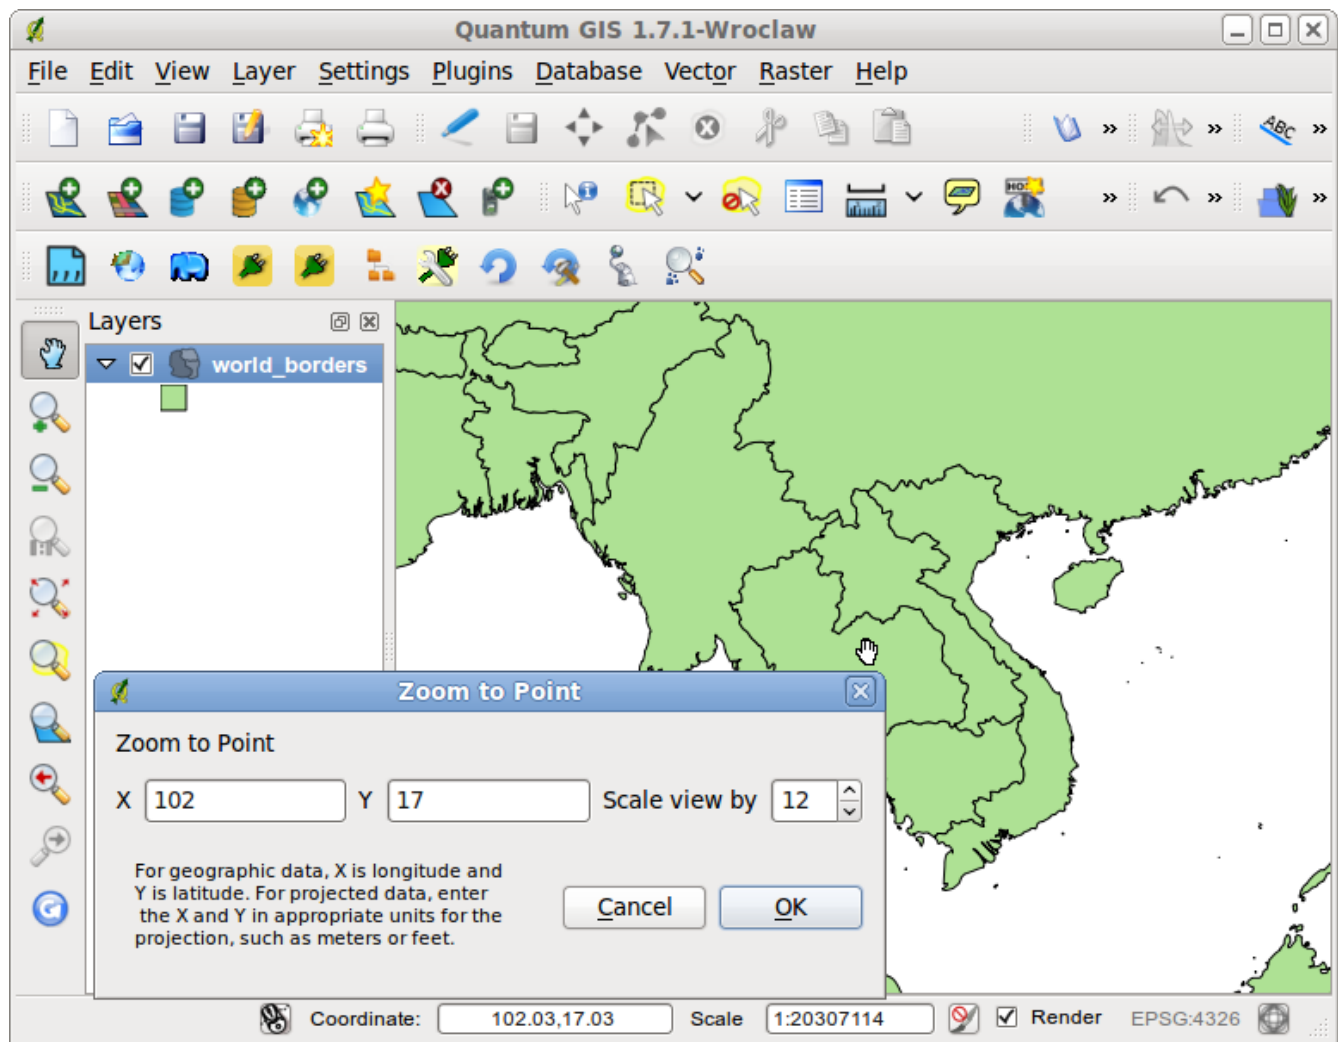 Quantum GIS 1.7.1-Wroclaw
File Edit View Layer Settings Plugins Database Vector Raster Help
ABC
Layers
world_borders
Zoom to Point
Zoom to Point
X 102 Y 17 Scale view by 12
For geographic data, X is longitude and
Y is latitude. For projected data, enter
the X and Y in appropriate units for the
projection, such as meters or feet.
Cancel OK
Coordinate: 102.03,17.03 Scale 1:20307114 Render EPSG:4326